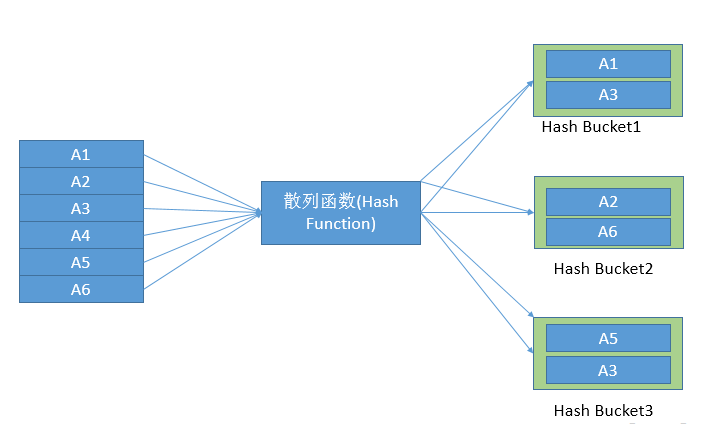 A1
A2
A3
A4
A5
A6
散列函数(Hash
Function)
A1
A3
Hash Bucket1
A2
A6
Hash Bucket2
A5
A3
Hash Bucket3